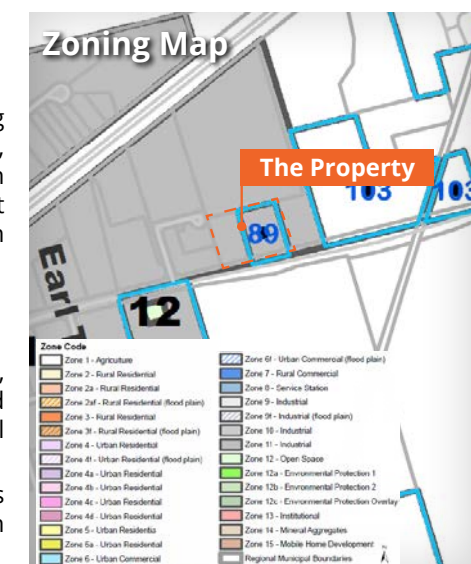 Zoning Map
The Property
103
103
89
Earl
12
Zone Code
Zone 1 - Agriculture
Zone 2 - Rural Residential
Zone 2a - Rural Residential
Zone 2af - Rural Residential (flood plain)
Zone 3 - Rural Residential
Zone 3f - Rural Residential (flood plain)
Zone 4 - Urban Residential
Zone 4f - Urban Residential (flood plain)
Zone 4a - Urban Residential
Zone 4b - Urban Residential
Zone 4c - Urban Residential
Zone 4d - Urban Residential
Zone 5 - Urban Residentia
Zone 5a - Urban Residential
Zone 6 - Urban Commercial
Zone 6f - Urban Commercial (flood plain)
Zone 7 - Rural Commercial
Zone 8 - Service Station
Zone 9 - Industrial
Zone 9f - Industrial (flood plain)
Zone 10 - Industrial
Zone 11 - Industrial
Zone 12 - Open Space
Zone 12a - Environmental Protection 1
Zone 12b - Environmental Protection 2
Zone 12c - Environmental Protection Overlay
Zone 13 - Institutional
Zone 14 - Mineral Aggregates
Zone 15 - Mobile Home Development
Regional Municipal Boundaries